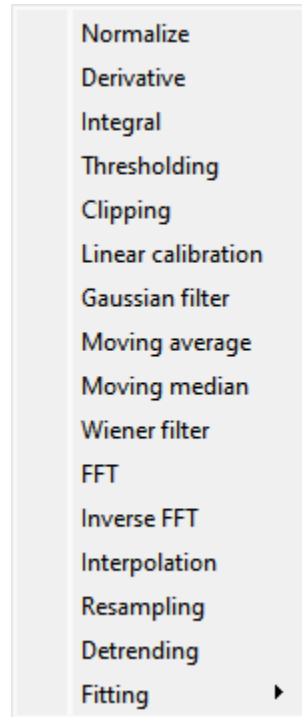 Normalize
Derivative
Integral
Thresholding
Clipping
Linear calibration
Gaussian filter
Moving average
Moving median
Wiener filter
FFT
Inverse FFT
Interpolation
Resampling
Detrending
Fitting